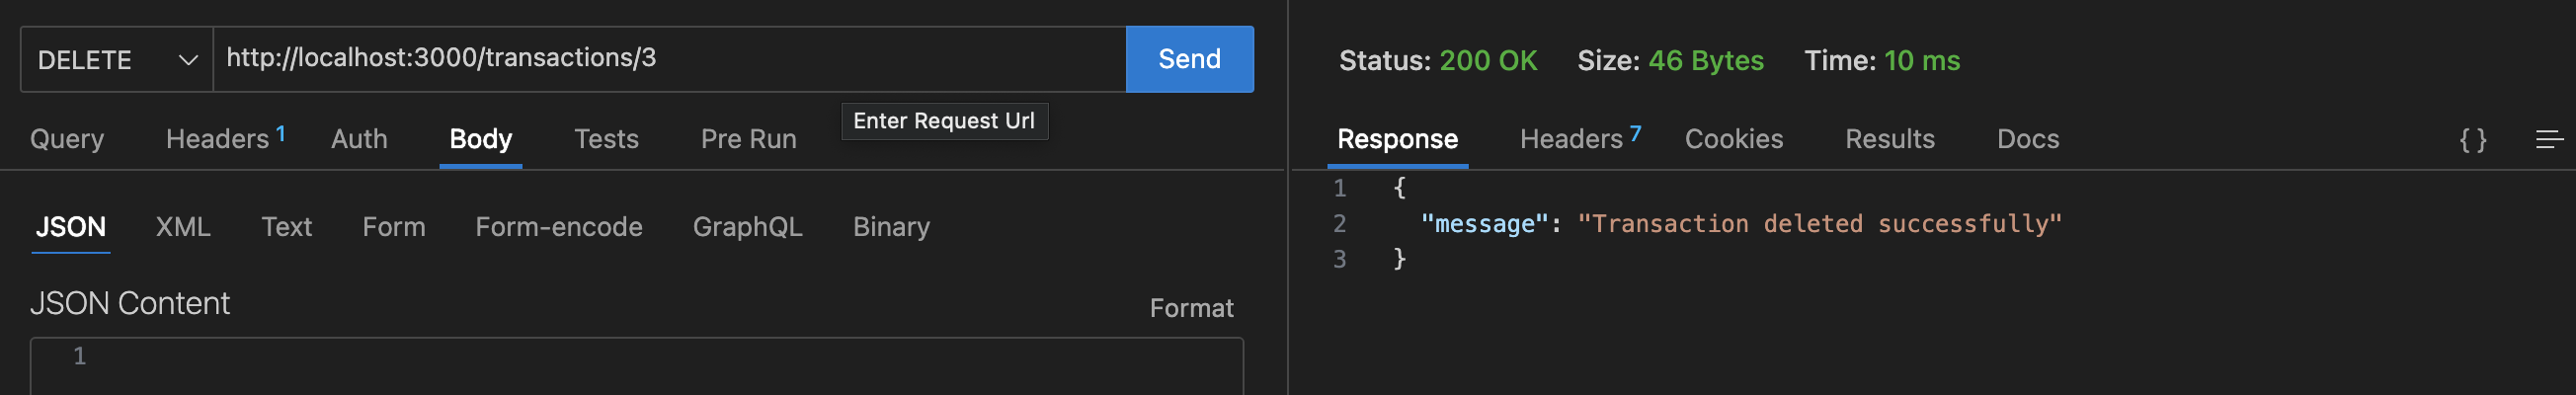 DELETE http://localhost:3000/transactions/3 Send
Enter Request Url
Query Headers 1 Auth Body Tests Pre Run
JSON XML Text Form Form-encode GraphQL Binary
JSON Content Format
1
Status: 200 OK Size: 46 Bytes Time: 10 ms
Response Headers 7 Cookies Results Docs { }
1 {
2 "message": "Transaction deleted successfully"
3 }